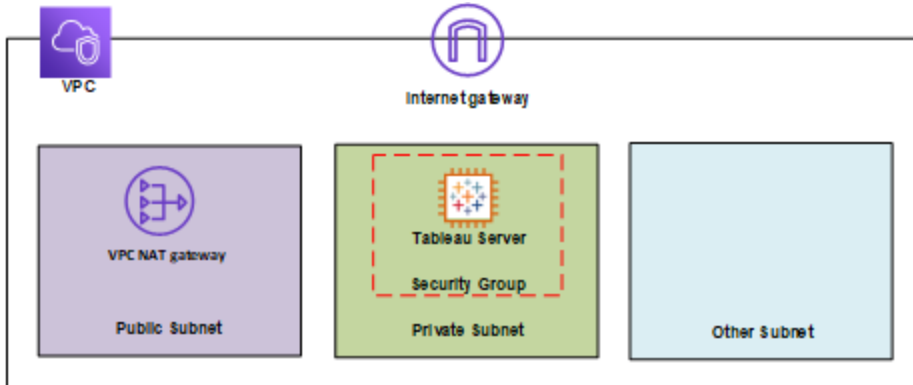 VPC
Internet gateway
VPC NAT gateway
Public Subnet
Tableau Server
Security Group
Private Subnet
Other Subnet